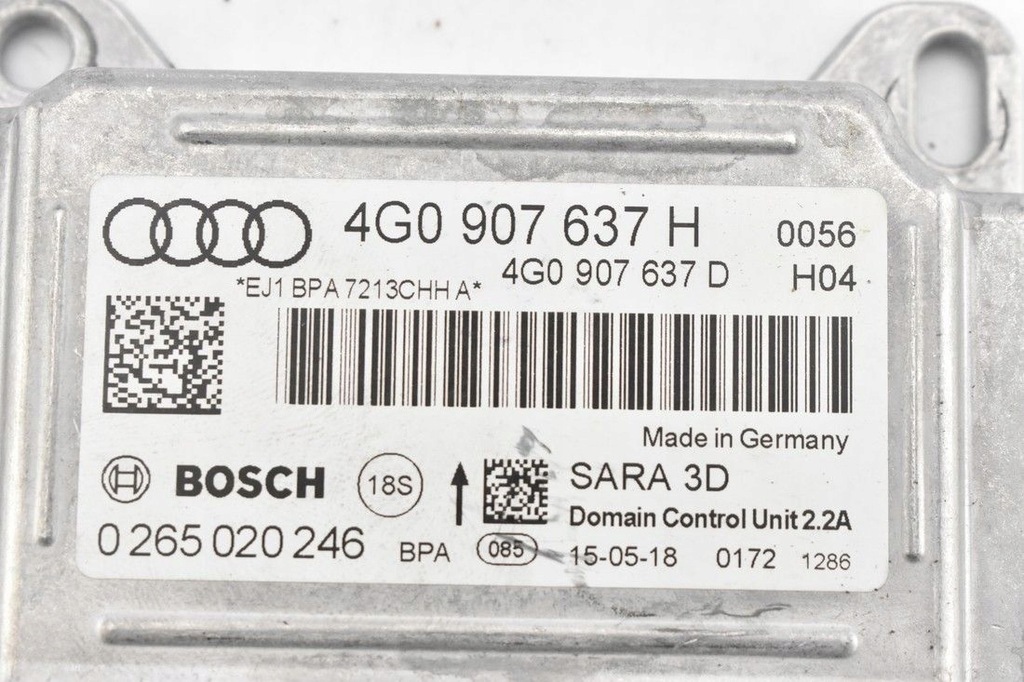 4G0 907 637 H 0056
4G0 907 637 D H04
*EJ1 BPA 7213CHH A*
Made in Germany
BOSCH 18S SARA 3D
Domain Control Unit 2.2A
0 265 020 246 BPA 085 15-05-18 0172 1286